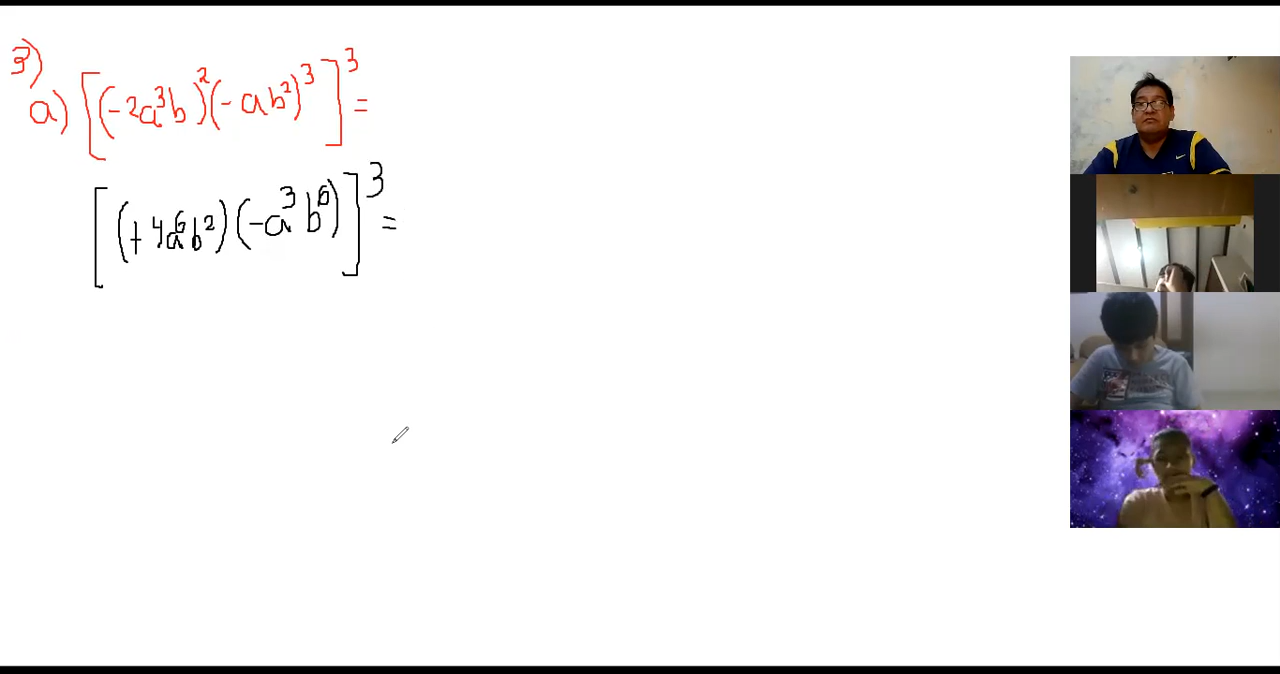 3)
a) [(-2a³b)²(-ab²)³]³=
[(+4a⁶b²)(-a³b⁶)]³=